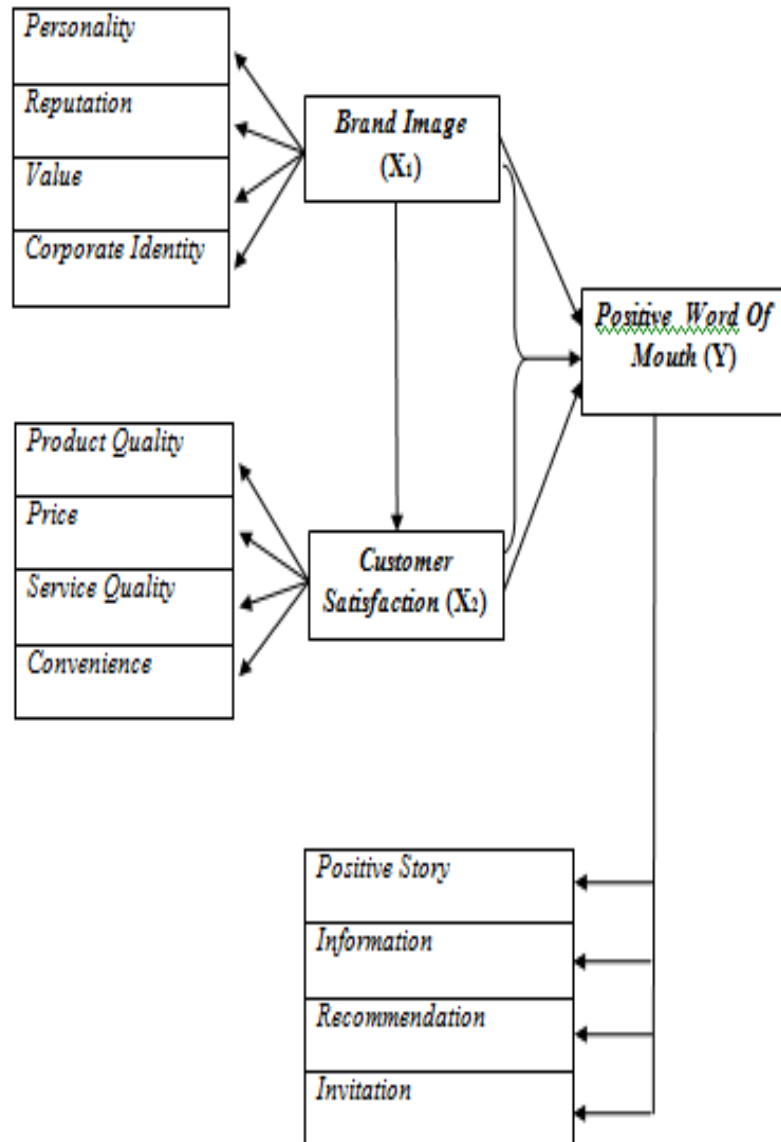 Personality
Reputation
Value
Corporate Identity
Brand Image
(X₁)
Positive Word Of
Mouth (Y)
Product Quality
Price
Service Quality
Convenience
Customer
Satisfaction (X₂)
Positive Story
Information
Recommendation
Invitation